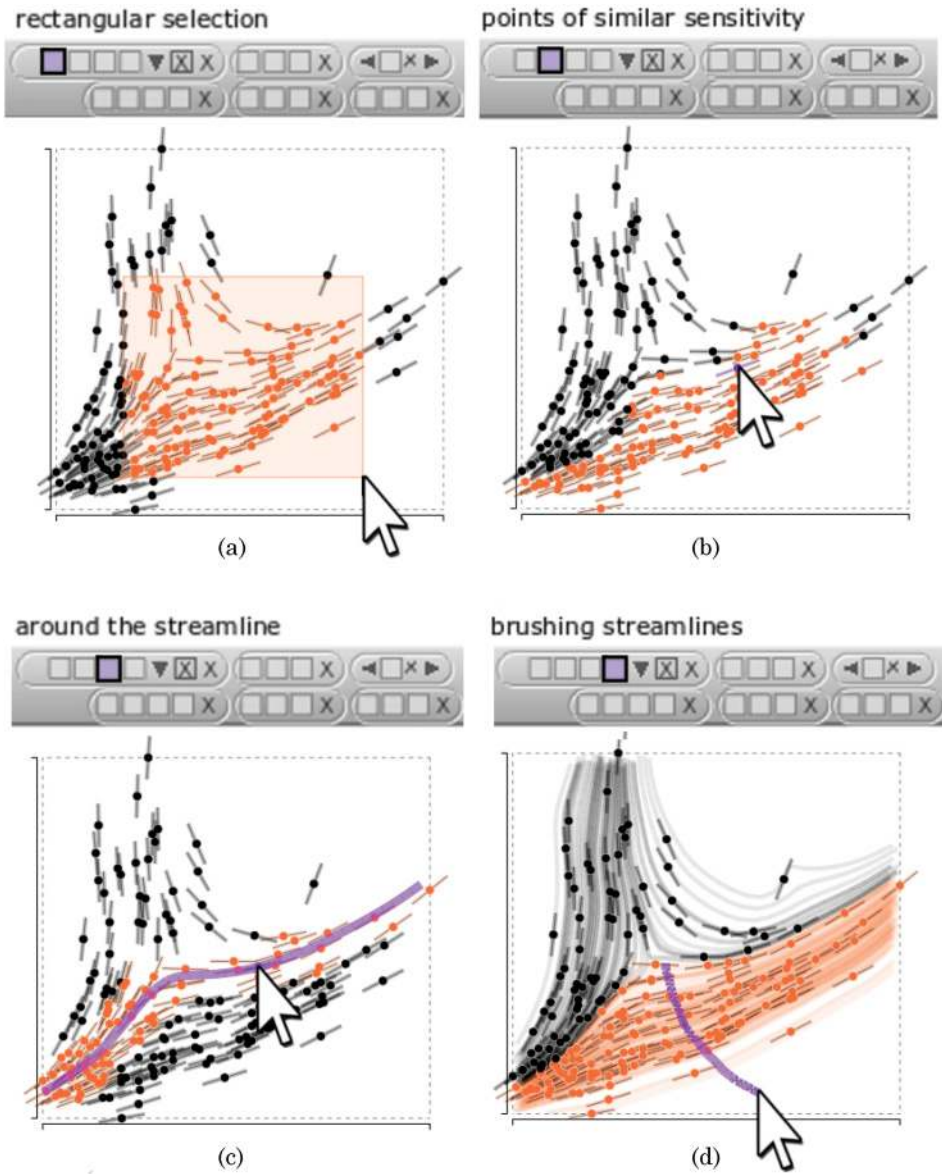 rectangular selection
points of similar sensitivity
X X X X
X X X X
X X X
X X X
(a)
(b)
around the streamline
brushing streamlines
X X X X
X X X X
X X X
X X X
(c)
(d)